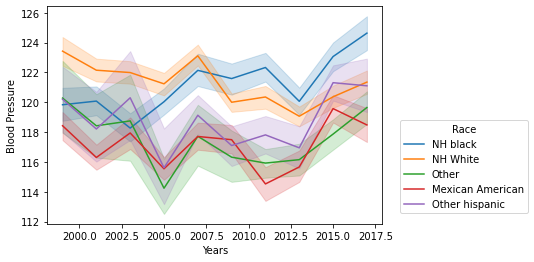 126
124
122
120
118
116
114
112
Blood Pressure
2000.0 2002.5 2005.0 2007.5 2010.0 2012.5 2015.0 2017.5
Years
Race
NH black
NH White
Other
Mexican American
Other hispanic